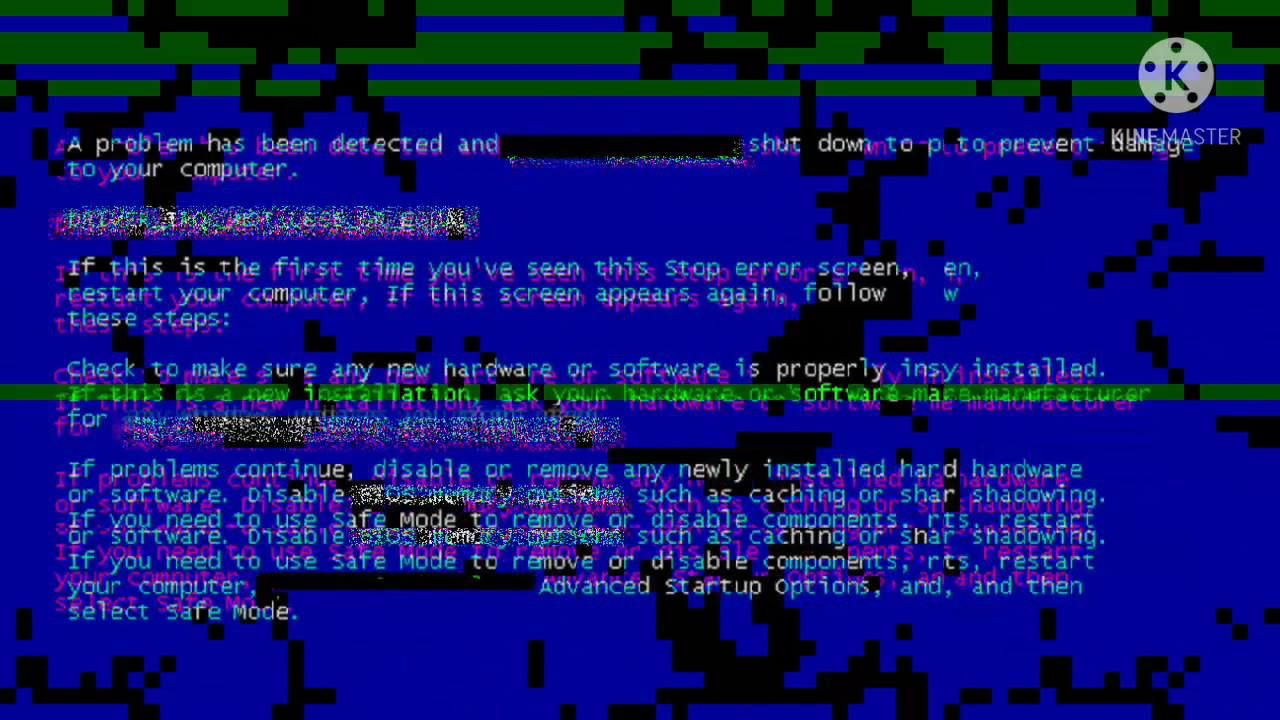 K
KINEMASTER
A problem has been detected and shut down to p to prevent damage
to your computer.
If this is the first time you've seen this Stop error screen, en,
restart your computer, If this screen appears again, follow w
these steps:
Check to make sure any new hardware or software is properly insy installed.
If this is a new installation, ask your hardware or software make manufacturer
for
If problems continue, disable or remove any newly installed hard hardware
or software. Disable such as caching or shar shadowing.
If you need to use Safe Mode to remove, disable components, rts, restart
or software. Disable such as caching or shar shadowing.
If you need to use Safe Mode to remove or disable components, rts, restart
your computer, Advanced Startup Options, and, and then
select Safe Mode.